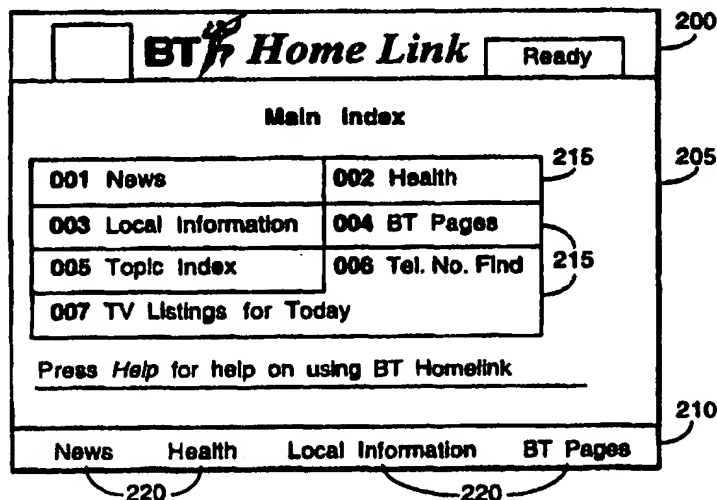 BT Home Link Ready 200
Main Index
205
001 News 002 Health 215
003 Local Information 004 BT Pages
005 Topic Index 006 Tel. No. Find 215
007 TV Listings for Today
Press Help for help on using BT Homelink
210
News Health Local Information BT Pages
220 220